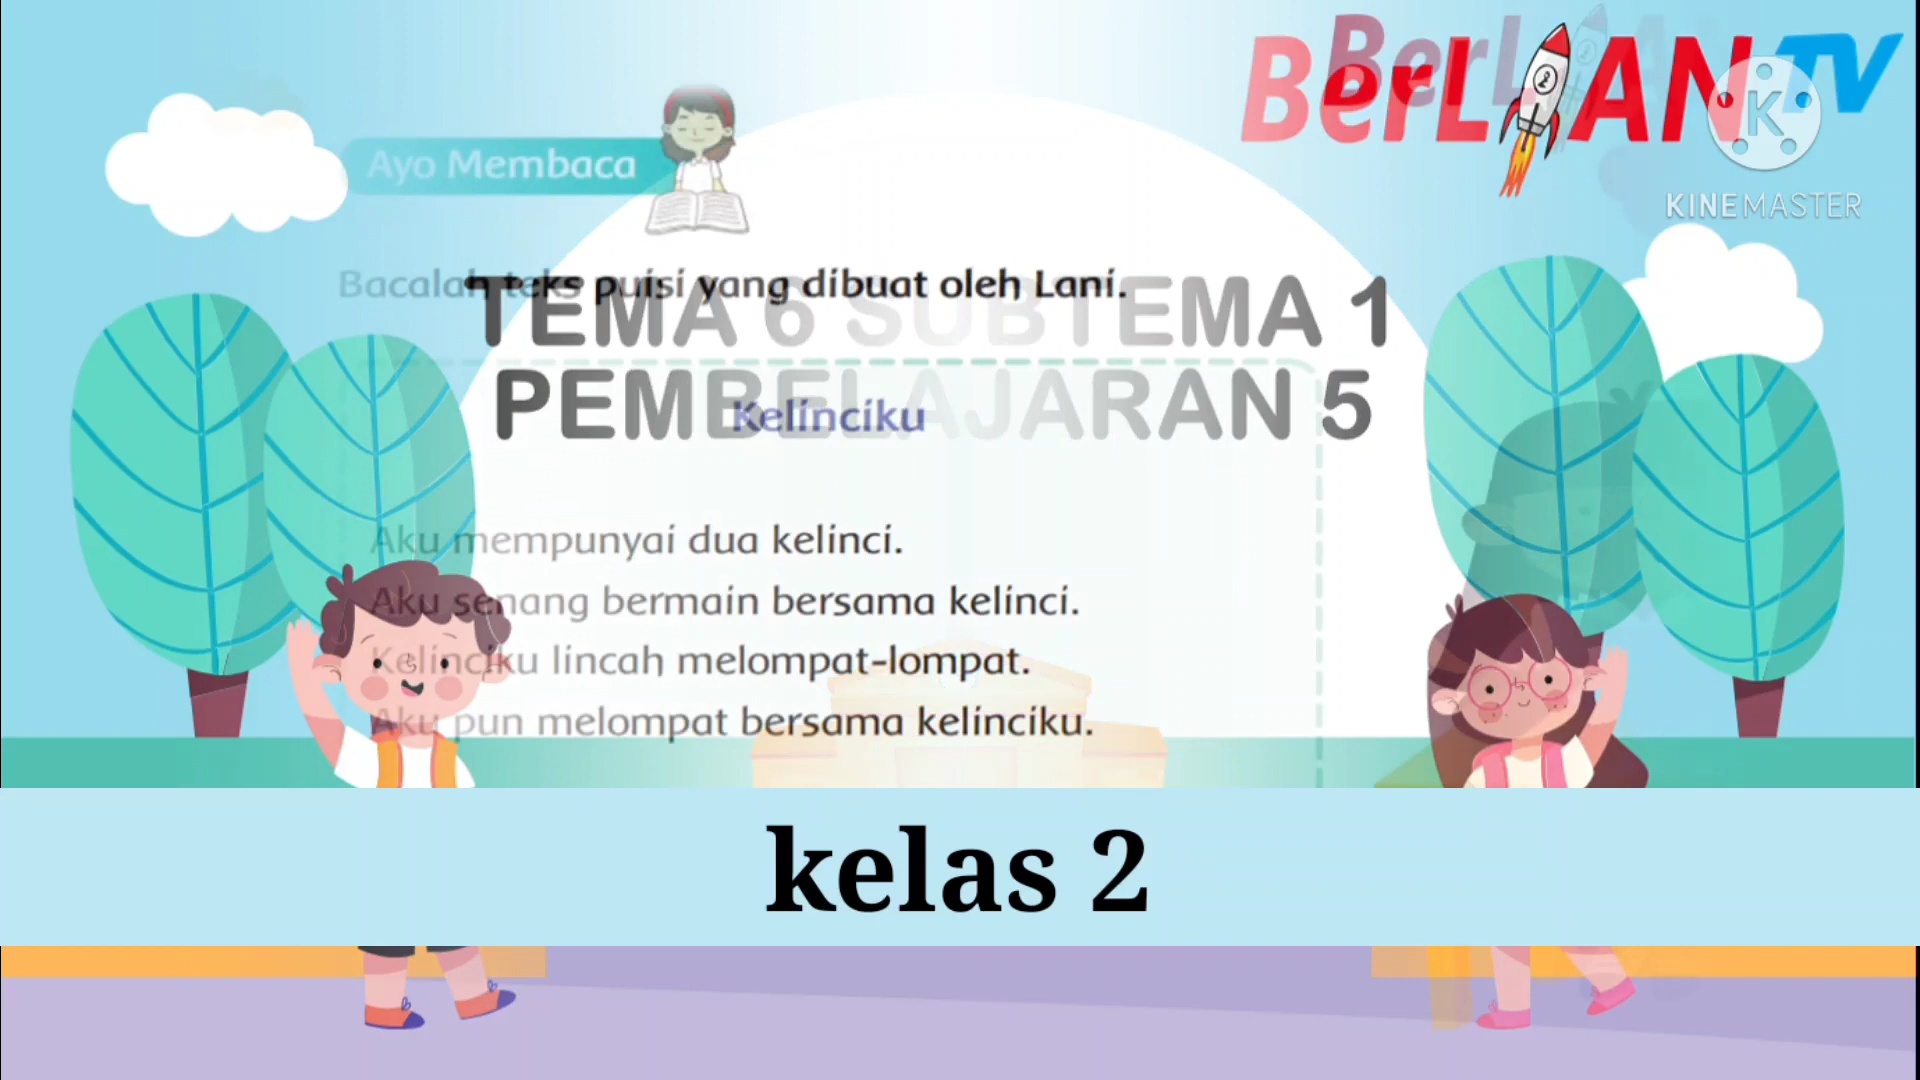 BerLiAN TV
BerLiAN
KINEMASTER
Ayo Membaca
Bacalah teks puisi yang dibuat oleh Lani.
TEMA 6 SUBTEMA 1
PEMBELAJARAN 5
Kelinciku
Aku mempunyai dua kelinci.
Aku senang bermain bersama kelinci.
Kelinciku lincah melompat-lompat.
Aku pun melompat bersama kelinciku.
kelas 2